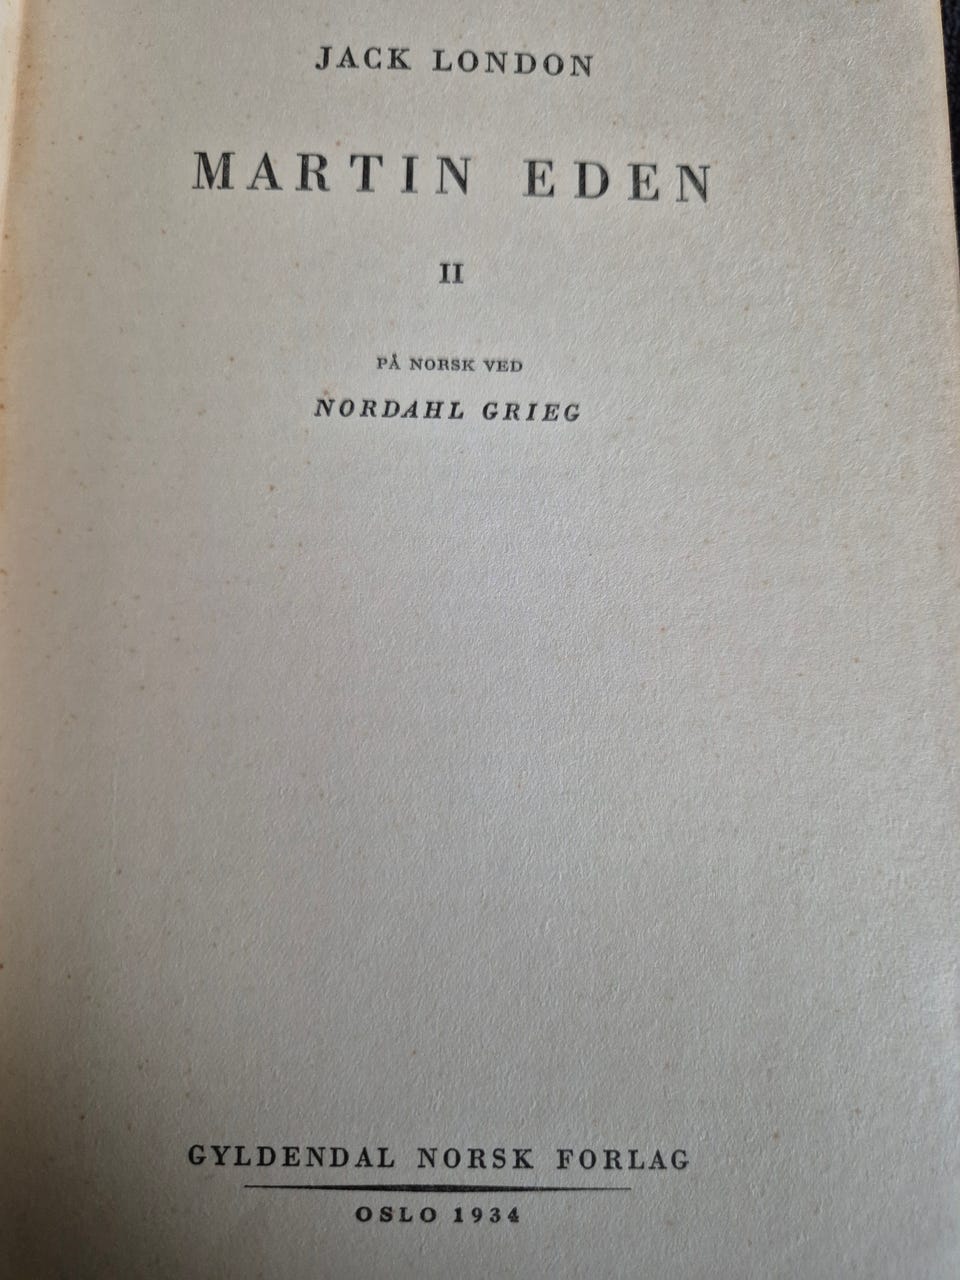 JACK LONDON
MARTIN EDEN
II
PÅ NORSK VED
NORDAHL GRIEG
GYLDENDAL NORSK FORLAG
OSLO 1934